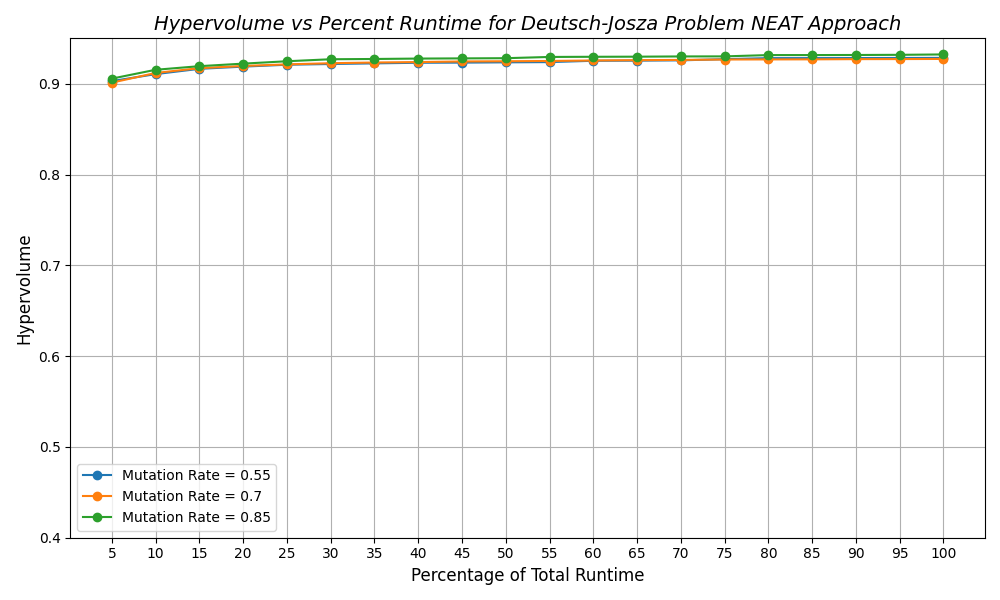 Hypervolume vs Percent Runtime for Deutsch-Josza Problem NEAT Approach
Hypervolume
0.9
0.8
0.7
0.6
0.5
0.4
Mutation Rate = 0.55
Mutation Rate = 0.7
Mutation Rate = 0.85
5 10 15 20 25 30 35 40 45 50 55 60 65 70 75 80 85 90 95 100
Percentage of Total Runtime